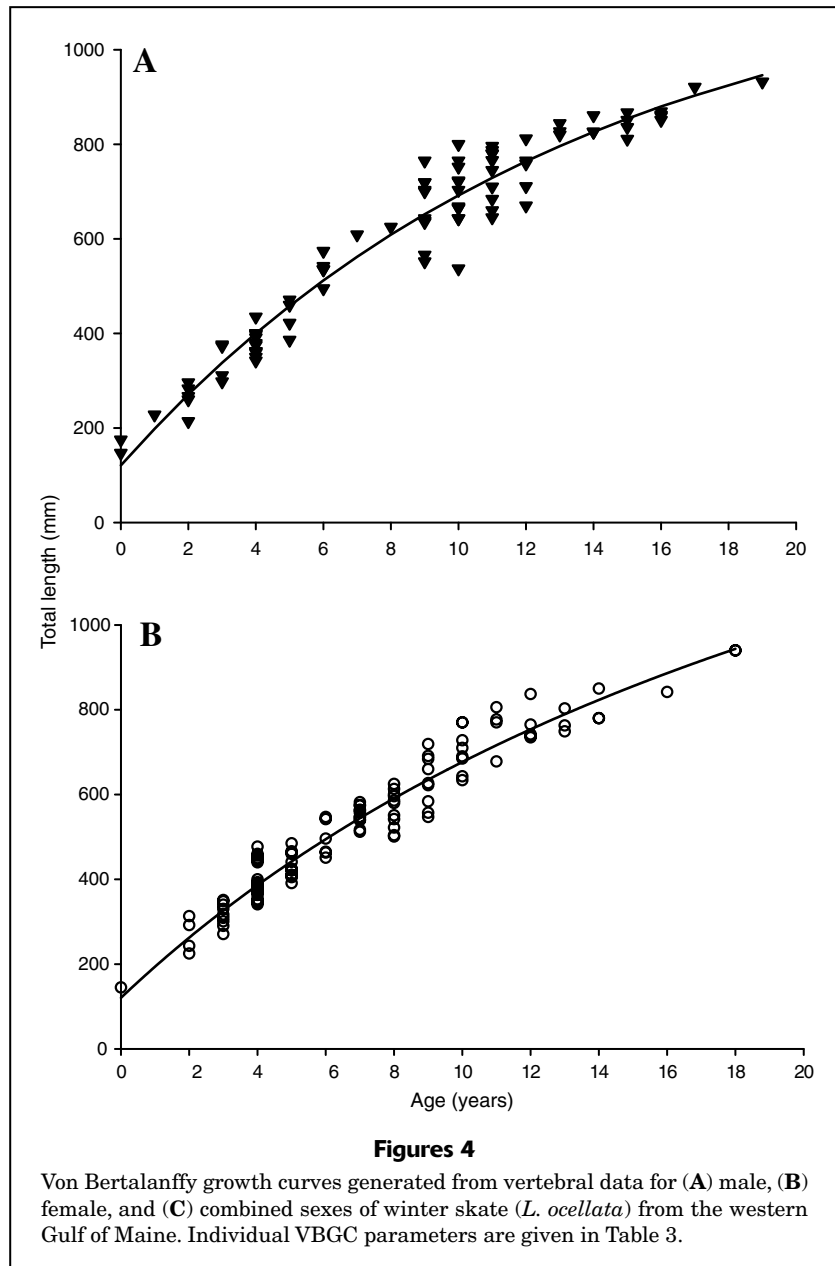 A
1000
800
600
400
200
0
0 2 4 6 8 10 12 14 16 18 20
Total length (mm)
B
1000
800
600
400
200
0
0 2 4 6 8 10 12 14 16 18 20
Age (years)
Figures 4
Von Bertalanffy growth curves generated from vertebral data for (A) male, (B)
female, and (C) combined sexes of winter skate (L. ocellata) from the western
Gulf of Maine. Individual VBGC parameters are given in Table 3.